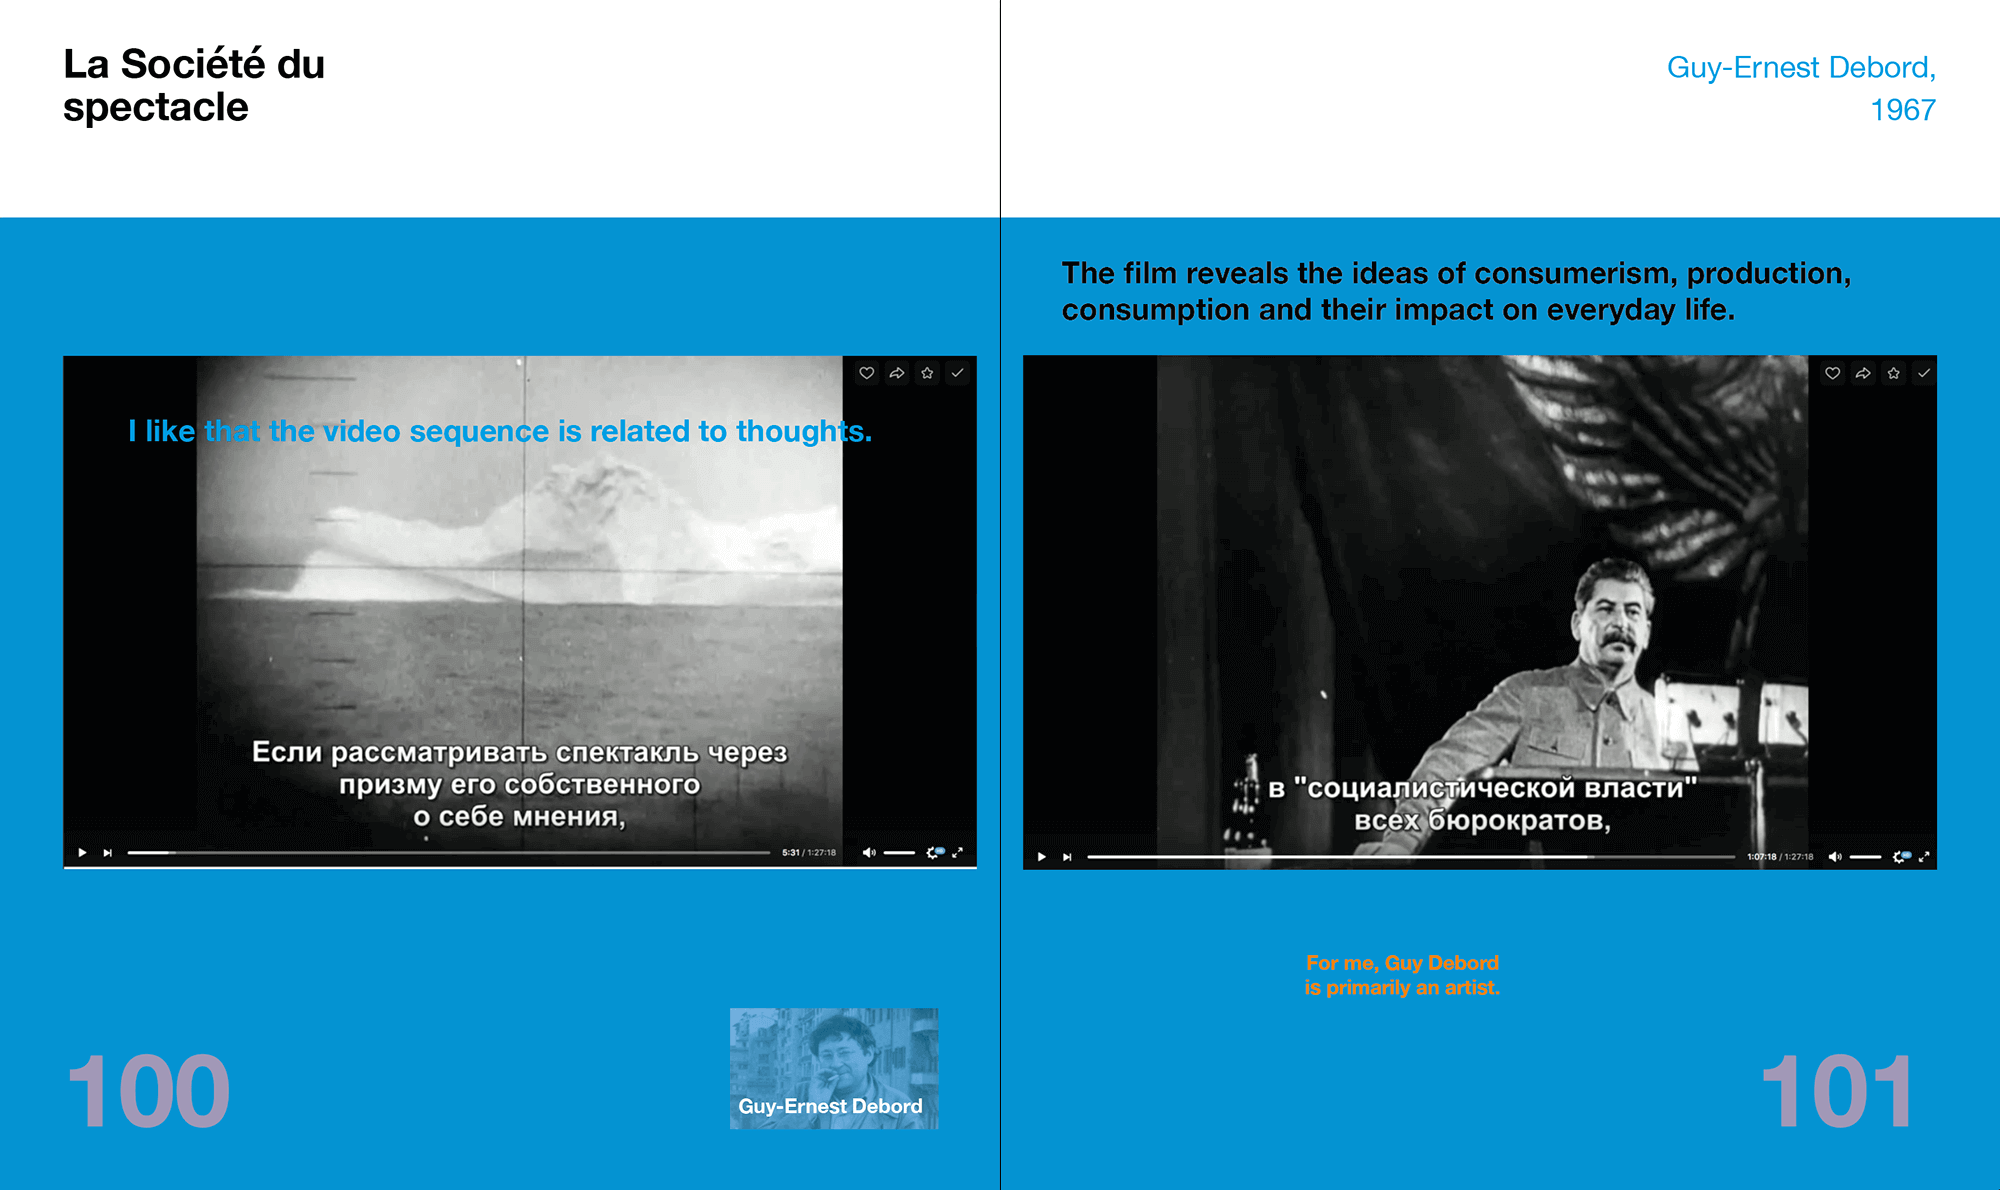 La Société du
spectacle
Guy-Ernest Debord,
1967
The film reveals the ideas of consumerism, production,
consumption and their impact on everyday life.
I like that the video sequence is related to thoughts.
Если рассматривать спектакль через
призму его собственного
о себе мнения,
5:31 / 1:27:18
в "социалистической власти"
всех бюрократов,
1:07:18 / 1:27:18
For me, Guy Debord
is primarily an artist.
Guy-Ernest Debord
100
101